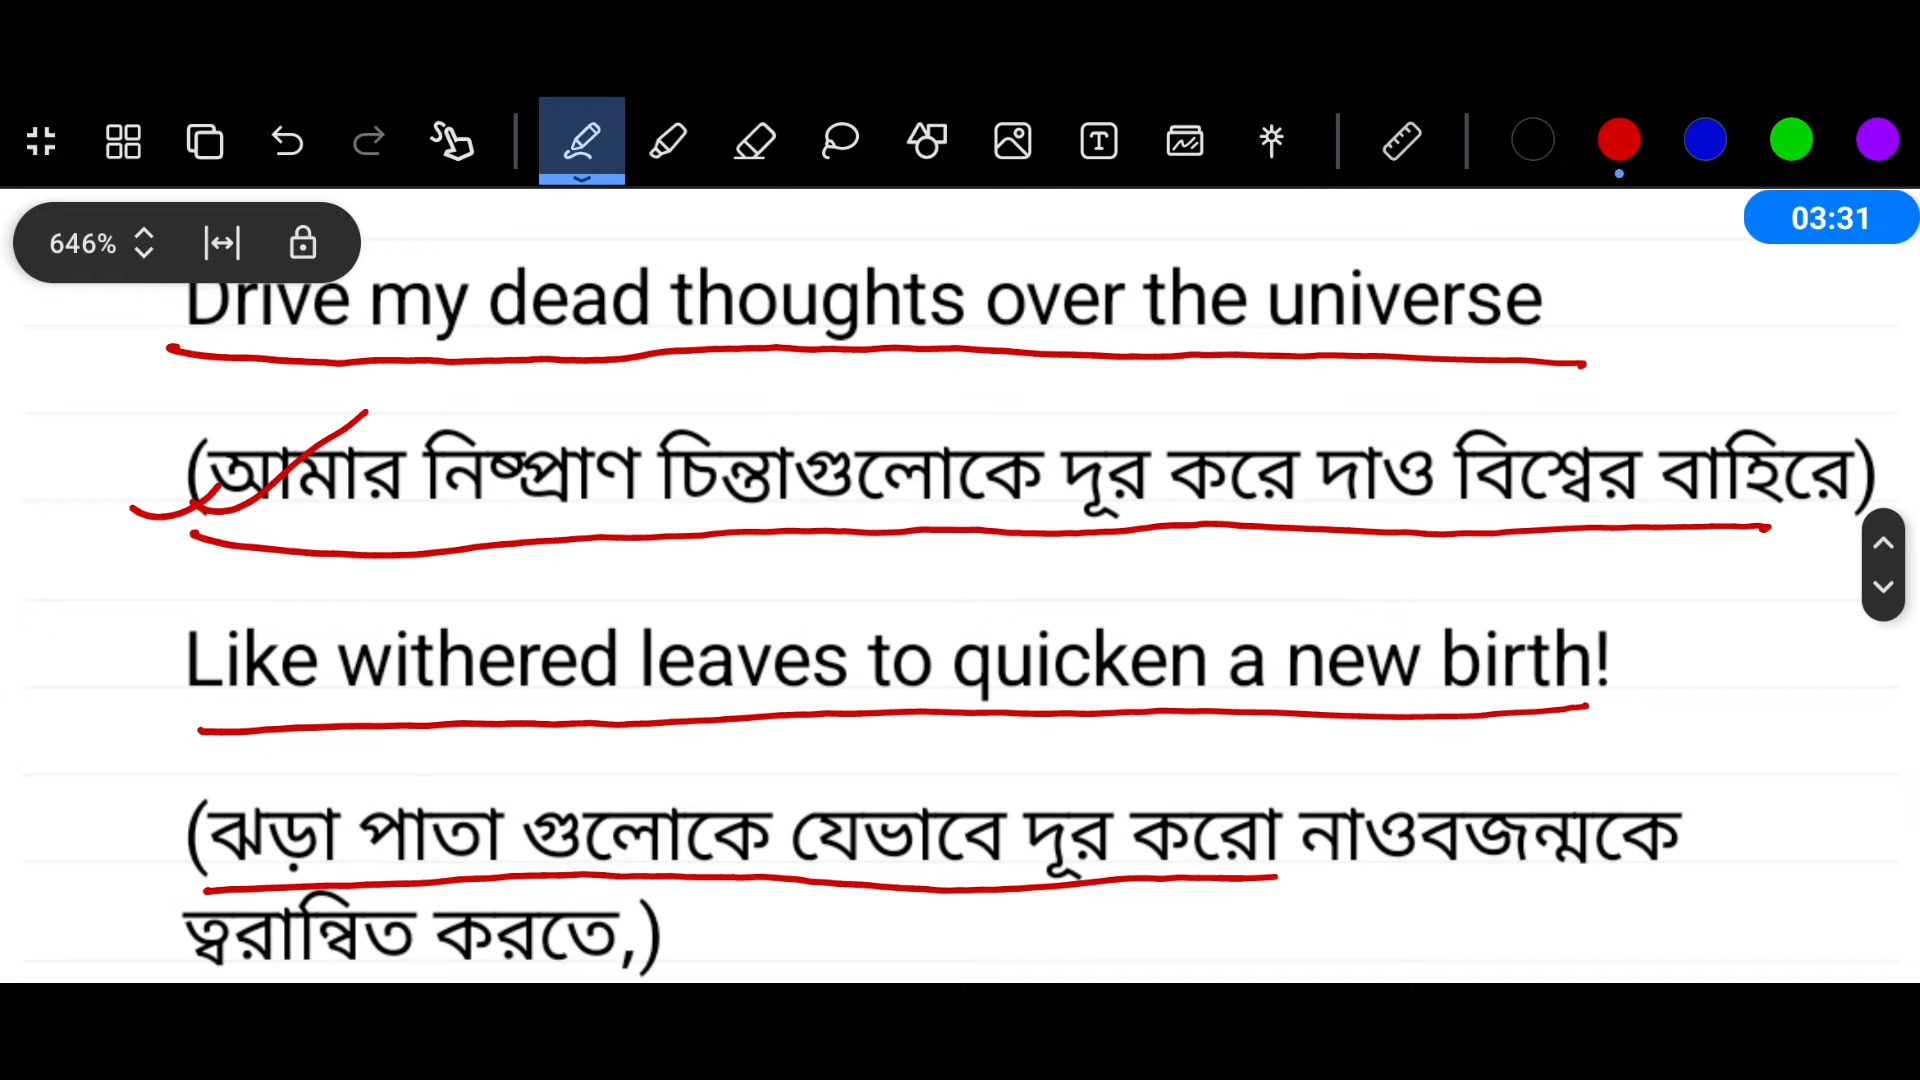 646%
03:31
Drive my dead thoughts over the universe
(আমার নিষ্প্রাণ চিন্তাগুলোকে দূর করে দাও বিশ্বের বাহিরে)
Like withered leaves to quicken a new birth!
(ঝড়া পাতা গুলোকে যেভাবে দূর করো নাওবজন্মকে
ত্বরান্বিত করতে,)